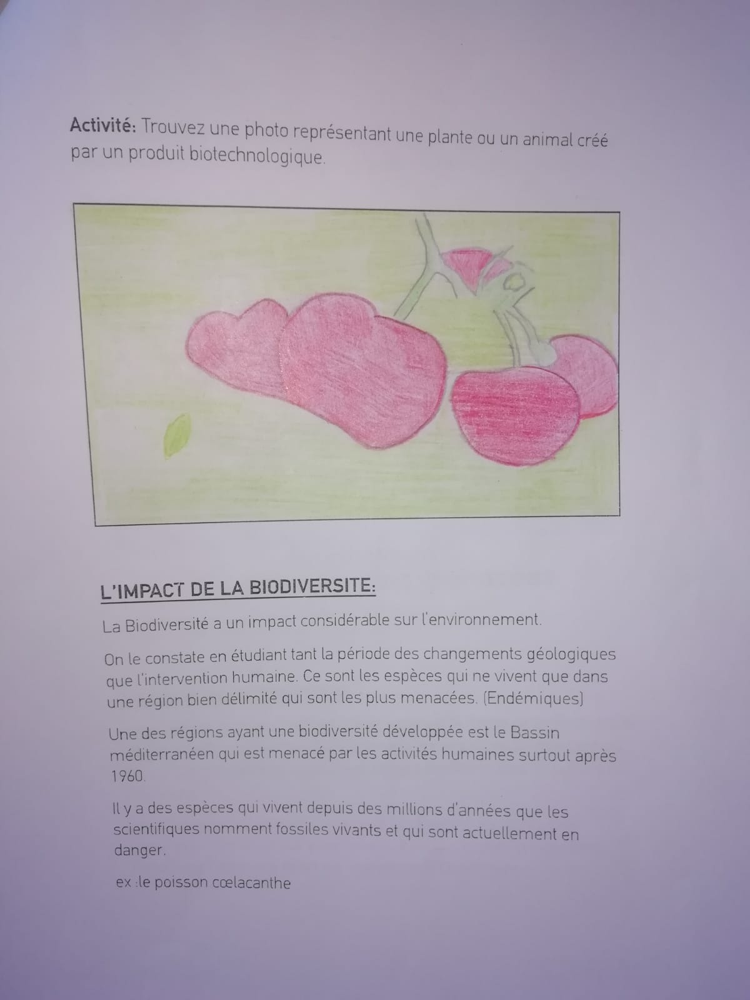 Activité: Trouvez une photo représentant une plante ou un animal créé
par un produit biotechnologique.
L'IMPACT DE LA BIODIVERSITE:
La Biodiversité a un impact considérable sur l'environnement.
On le constate en étudiant tant la période des changements géologiques
que l'intervention humaine. Ce sont les espèces qui ne vivent que dans
une région bien délimité qui sont les plus menacées. (Endémiques)
Une des régions ayant une biodiversité développée est le Bassin
méditerranéen qui est menacé par les activités humaines surtout après
1960.
Il y a des espèces qui vivent depuis des millions d'années que les
scientifiques nomment fossiles vivants et qui sont actuellement en
danger.
ex :le poisson cœlacanthe